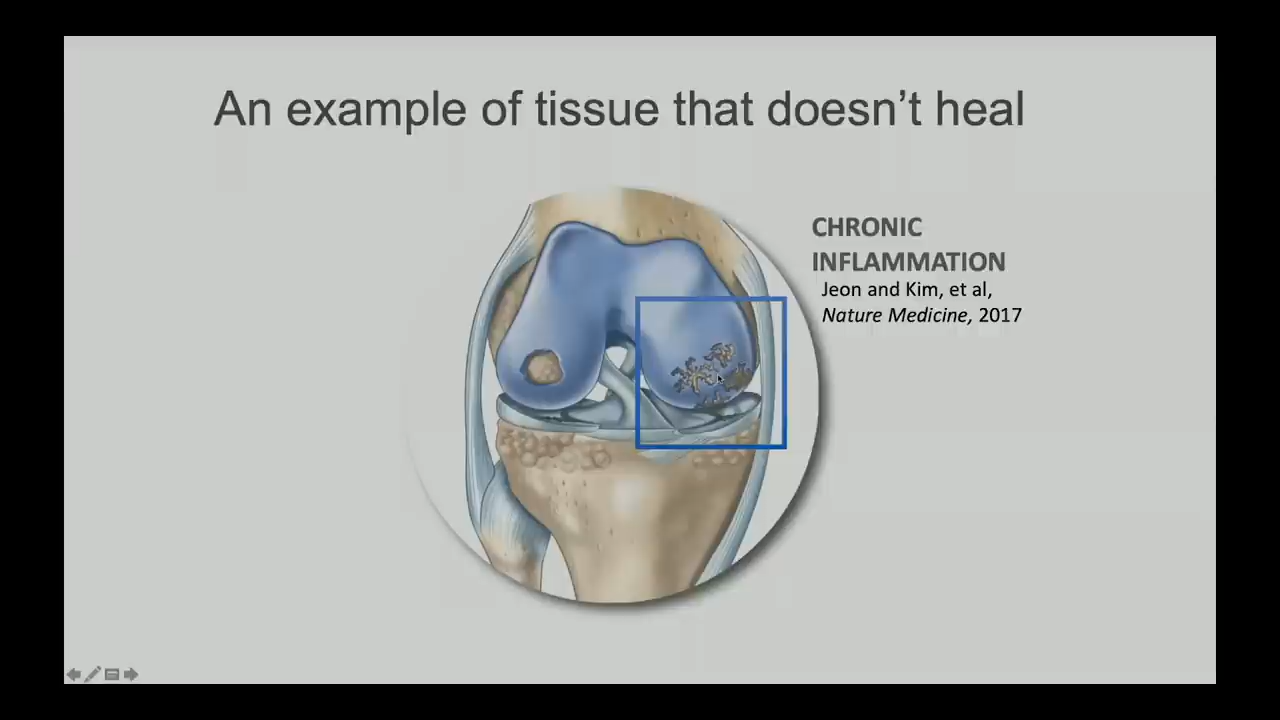 An example of tissue that doesn’t heal
CHRONIC
INFLAMMATION
Jeon and Kim, et al,
Nature Medicine, 2017